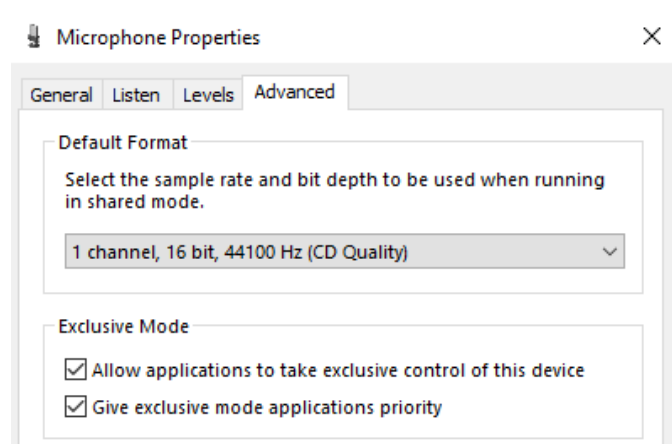 Microphone Properties
General Listen Levels Advanced
Default Format
Select the sample rate and bit depth to be used when running
in shared mode.
1 channel, 16 bit, 44100 Hz (CD Quality)
Exclusive Mode
Allow applications to take exclusive control of this device
Give exclusive mode applications priority